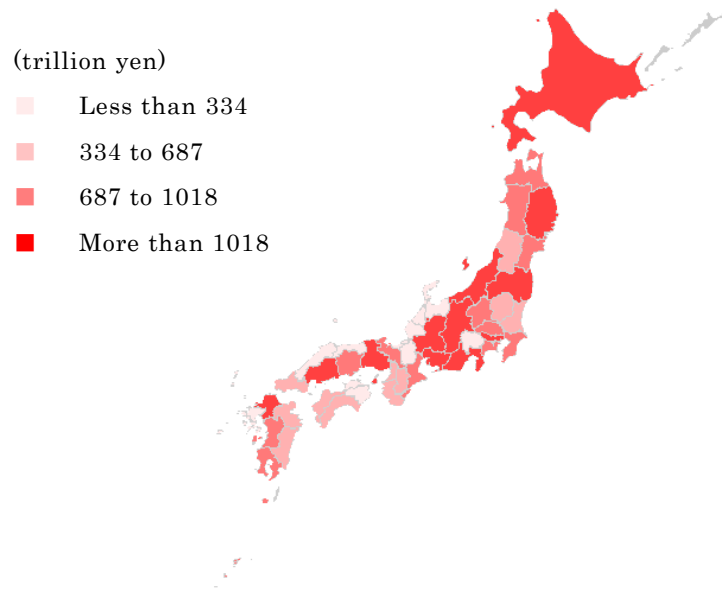 (trillion yen)
Less than 334
334 to 687
687 to 1018
More than 1018